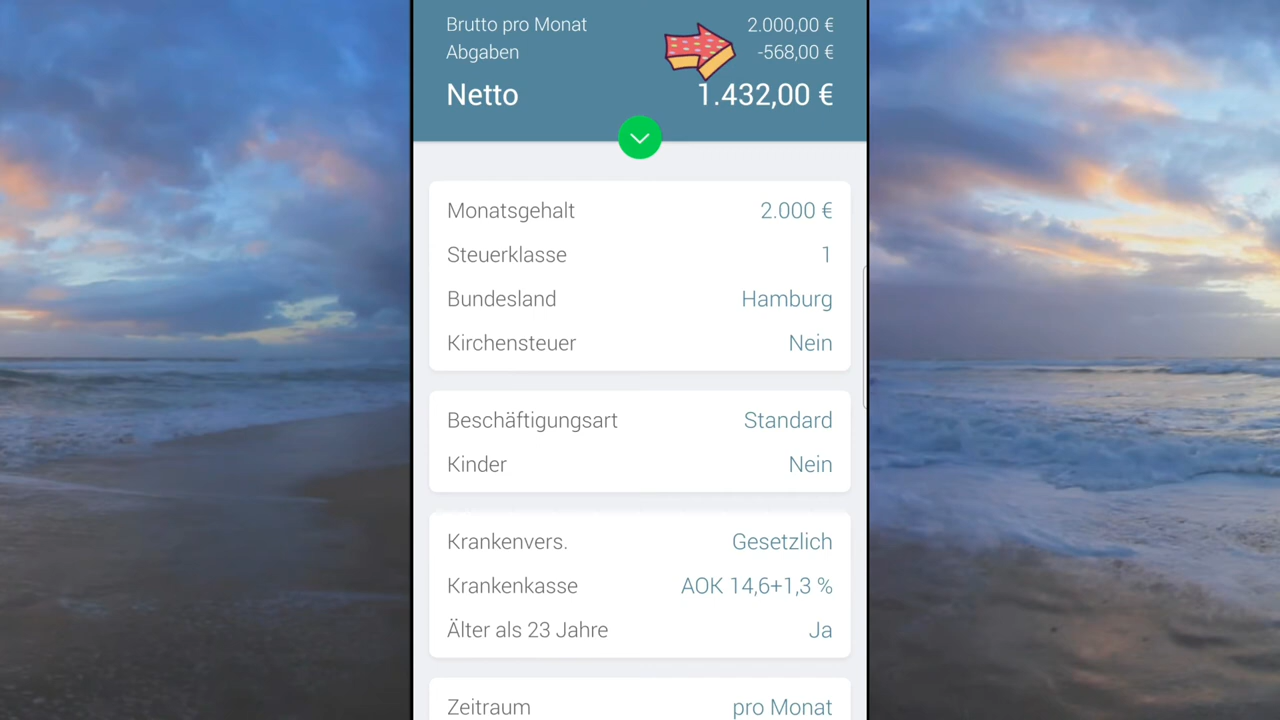 Brutto pro Monat 2.000,00 €
Abgaben -568,00 €
Netto 1.432,00 €
Monatsgehalt 2.000 €
Steuerklasse 1
Bundesland Hamburg
Kirchensteuer Nein
Beschäftigungsart Standard
Kinder Nein
Krankenvers. Gesetzlich
Krankenkasse AOK 14,6+1,3 %
Älter als 23 Jahre Ja
Zeitraum pro Monat